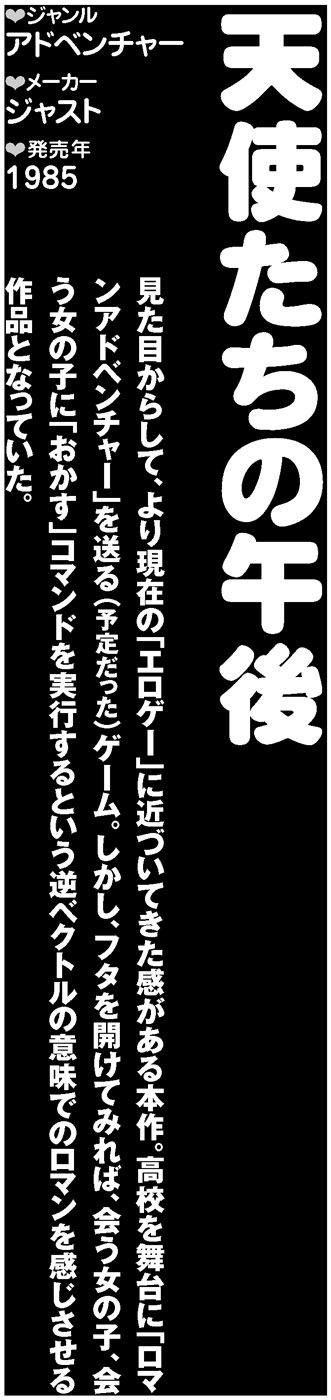 天使たちの午後
❤ジャンル
アドベンチャー
❤メーカー
ジャスト
❤発売年
1985
見た目からして、より現在の「エロゲー」に近づいてきた感がある本作。高校を舞台に「ロマ
ンアドベンチャー」を送る（予定だった）ゲーム。しかし、フタを開けてみれば、会う女の子、会
う女の子に「おかす」コマンドを実行するという逆ベクトルの意味でのロマンを感じさせる
作品となっていた。